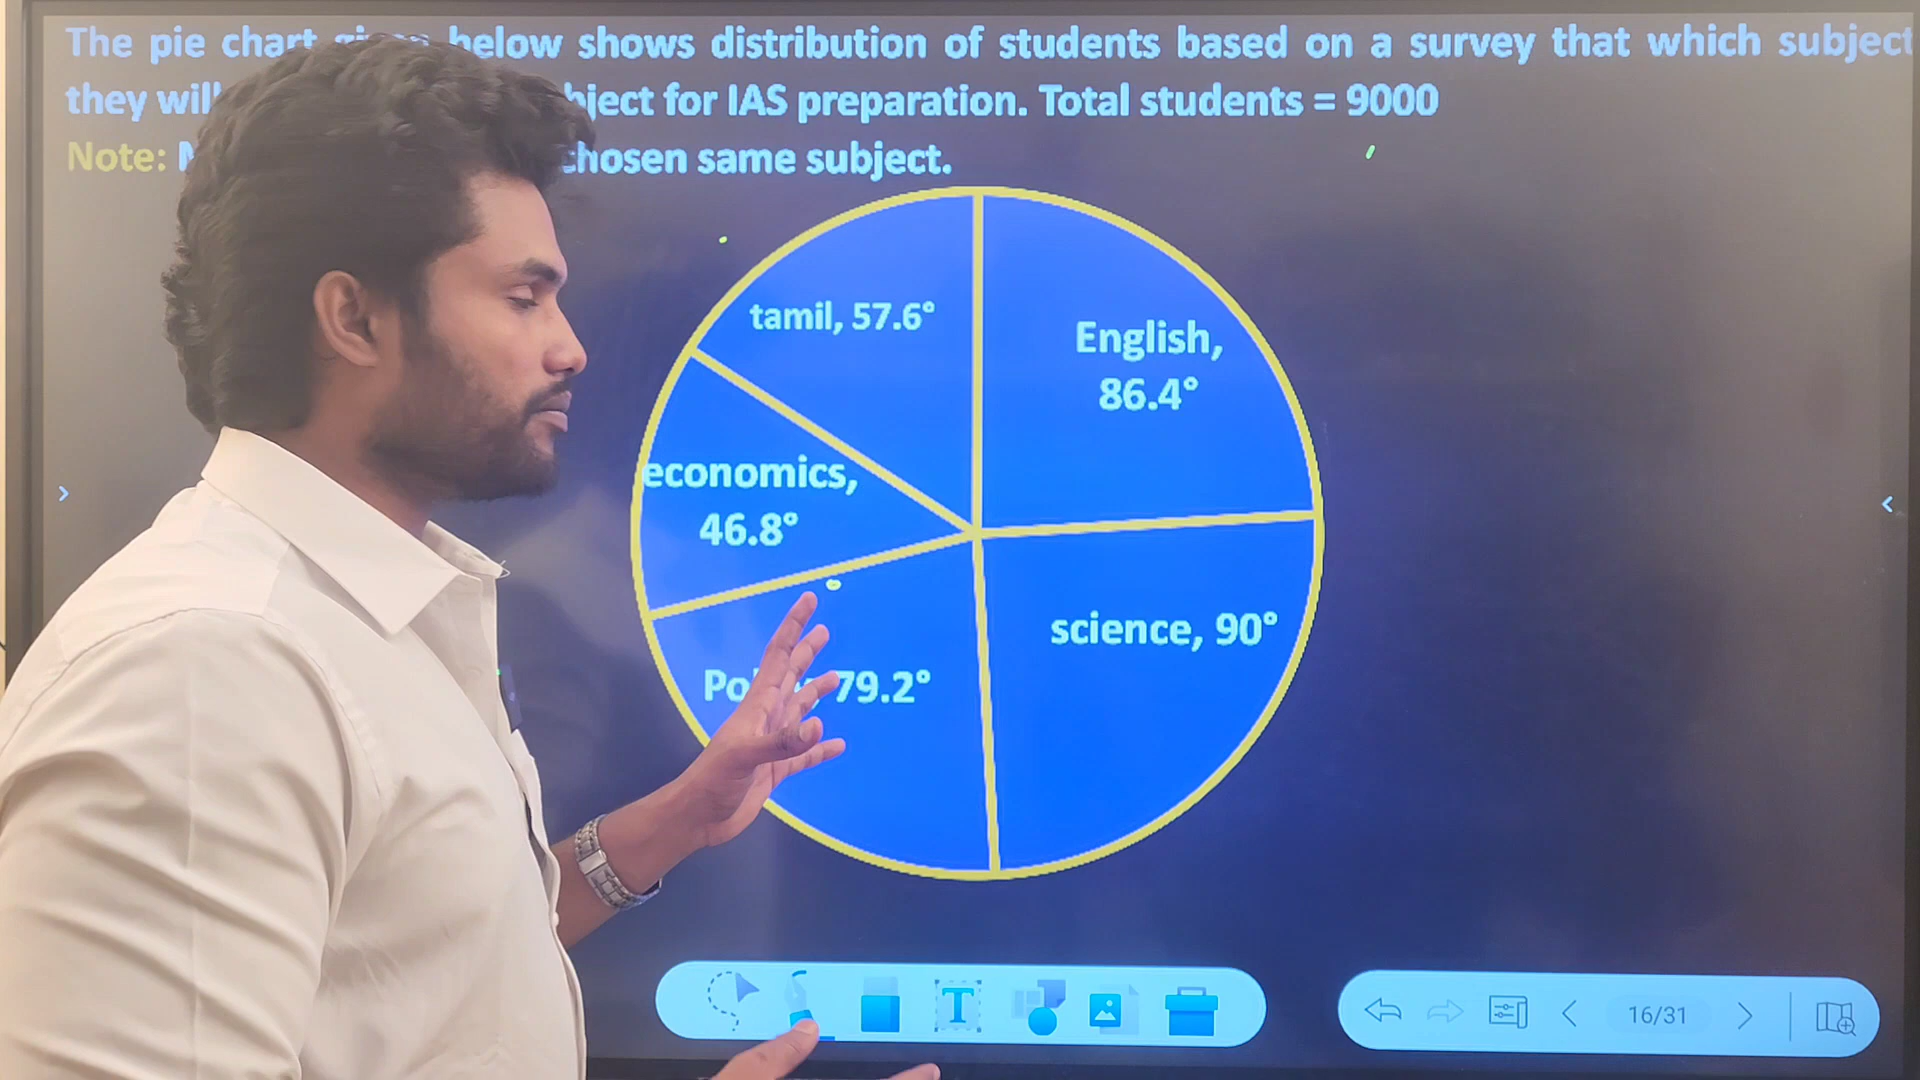 The pie chart given below shows distribution of students based on a survey that which subject
they will ject for IAS preparation. Total students = 9000
Note: chosen same subject.
tamil, 57.6°
English,
86.4°
economics,
46.8°
science, 90°
79.2°
T
16/31